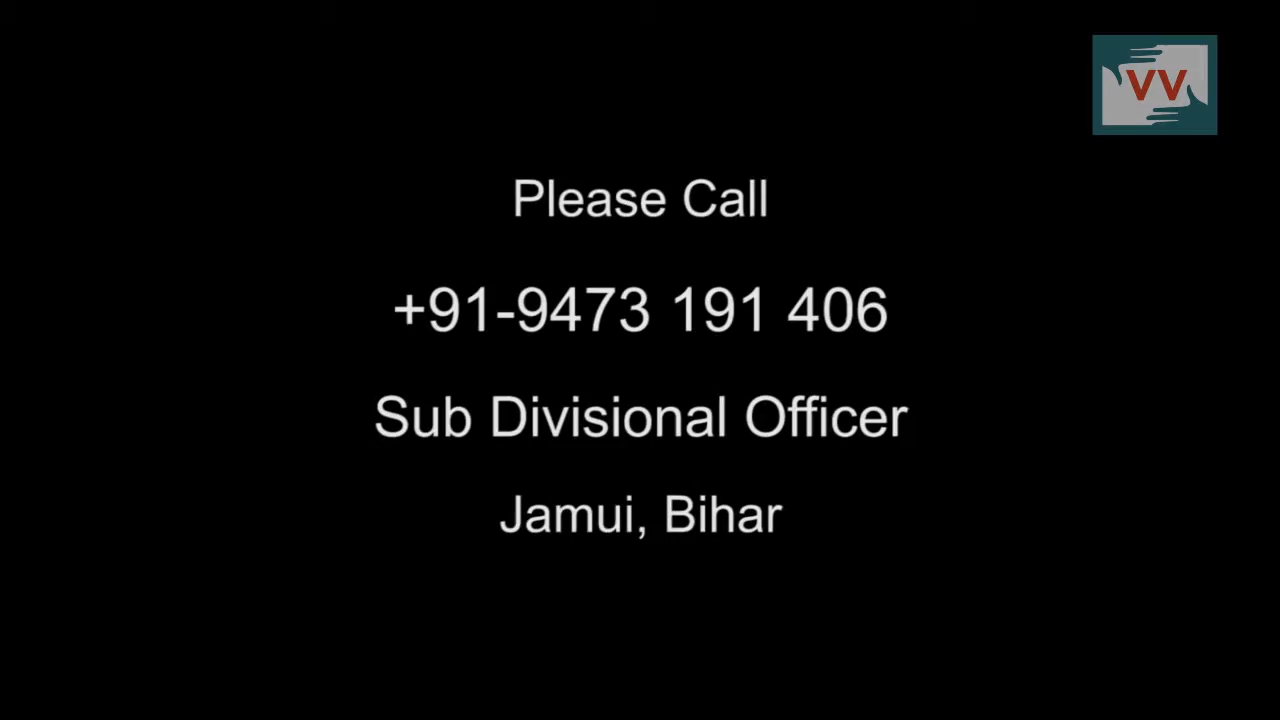 VV
Please Call
+91-9473 191 406
Sub Divisional Officer
Jamui, Bihar